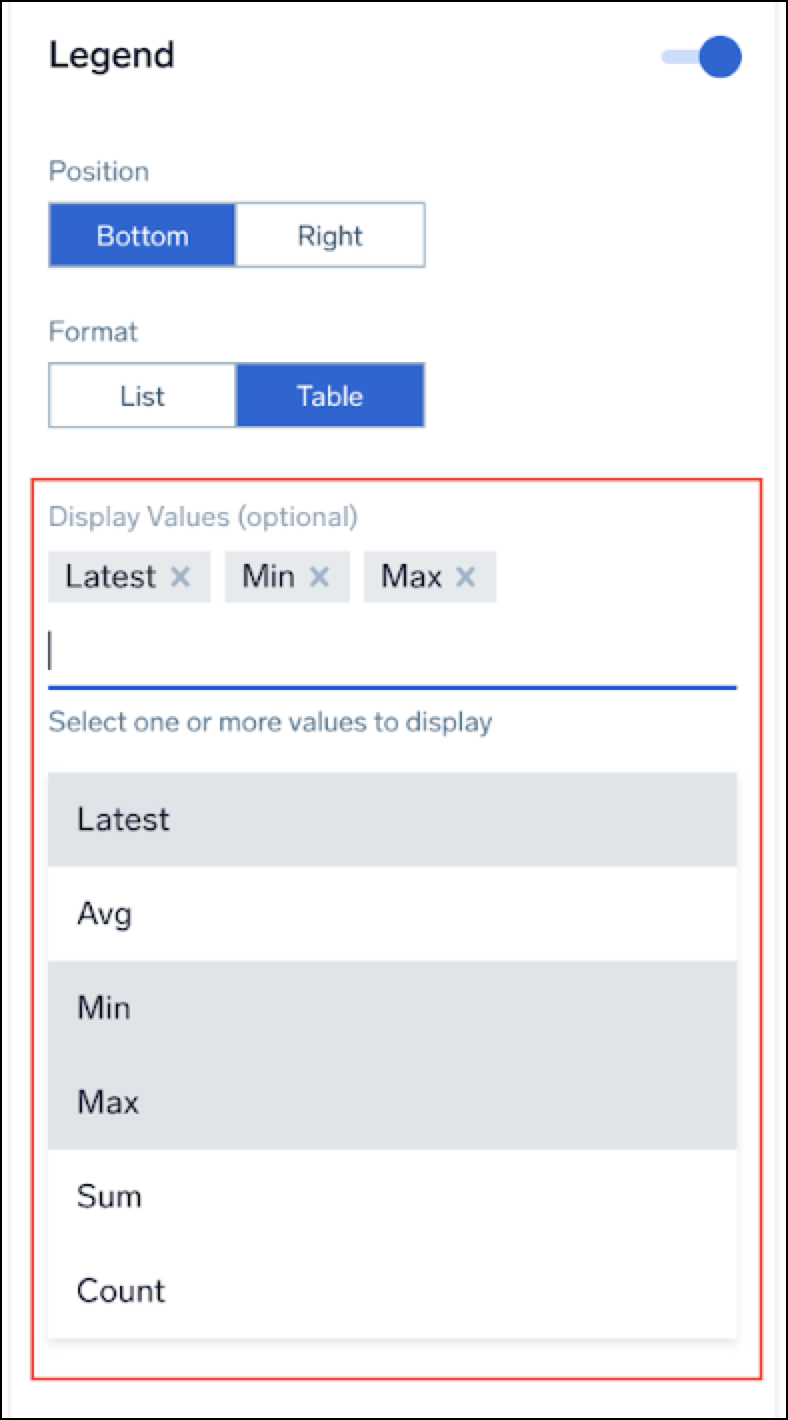 Legend
Position
Bottom Right
Format
List Table
Display Values (optional)
Latest Min Max
Select one or more values to display
Latest
Avg
Min
Max
Sum
Count